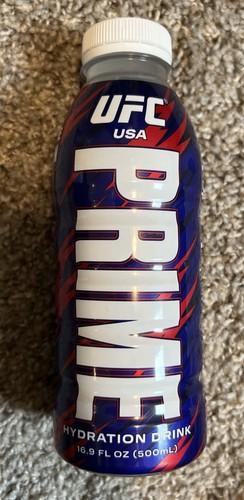 UFC
USA
PRIME
HYDRATION DRINK
16.9 FL OZ (500mL)